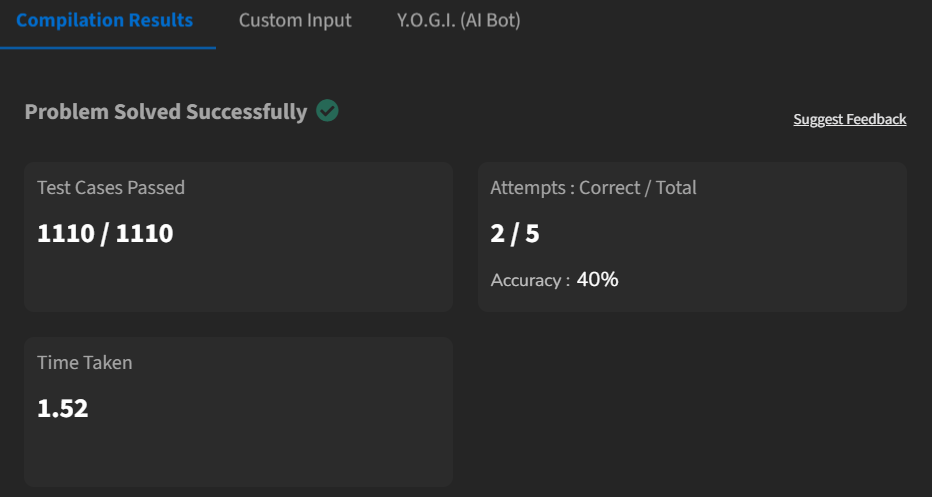 Compilation Results
Custom Input
Y.O.G.I. (AI Bot)
Problem Solved Successfully
Suggest Feedback
Test Cases Passed
1110 / 1110
Attempts : Correct / Total
2 / 5
Accuracy : 40%
Time Taken
1.52